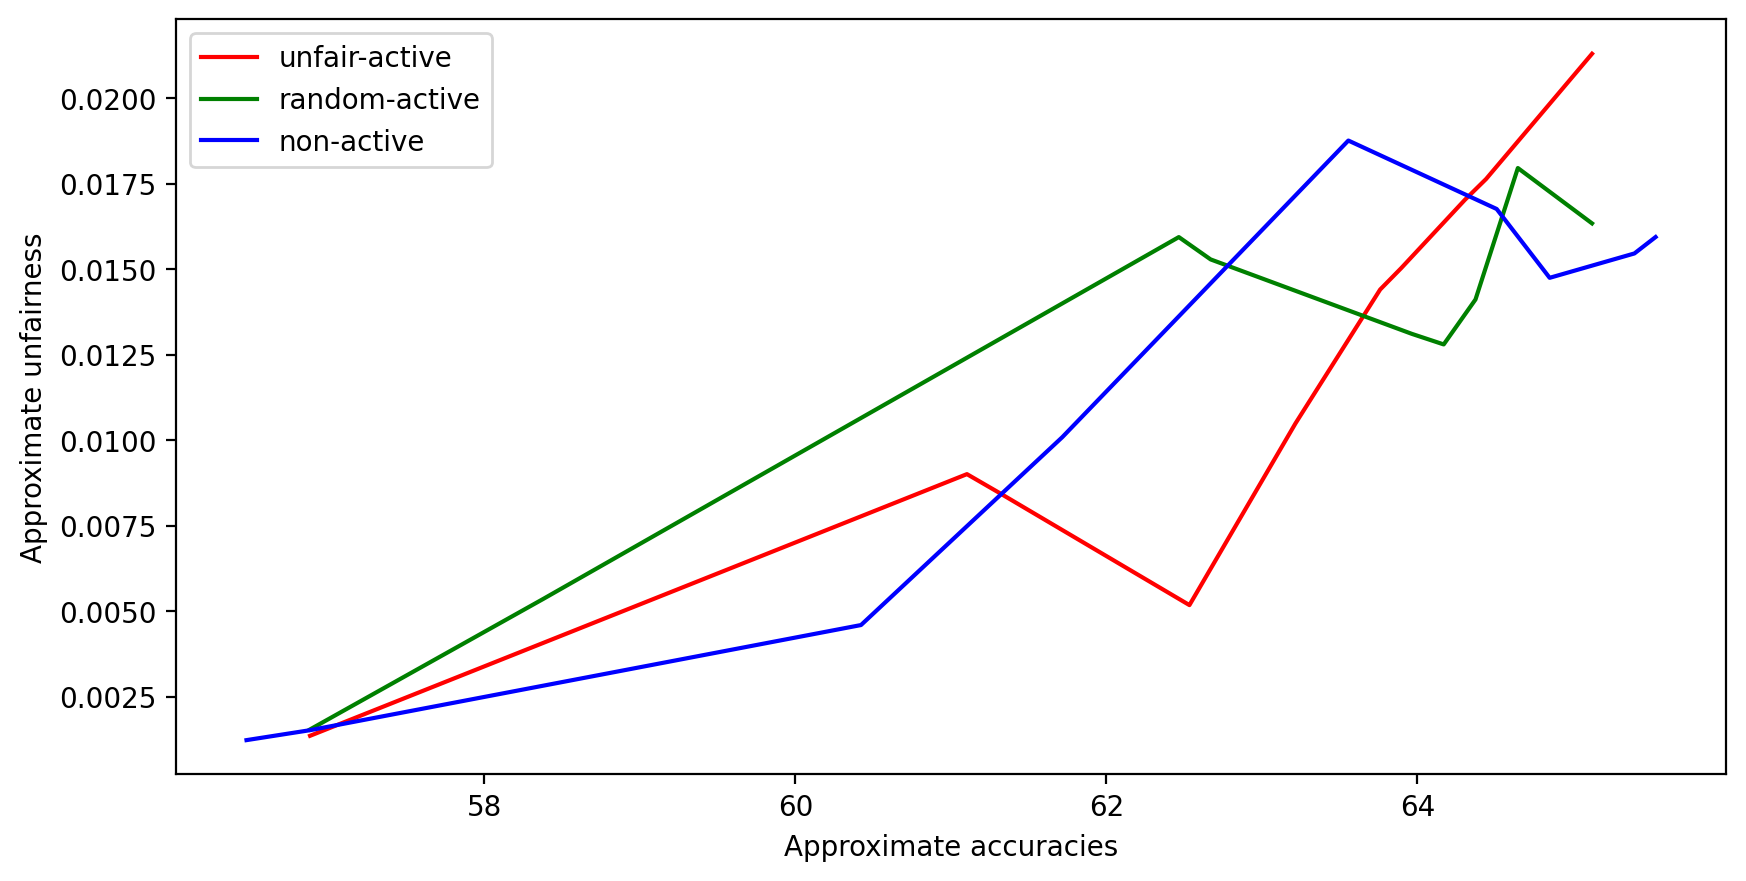 unfair-active
random-active
non-active
0.0200
0.0175
0.0150
0.0125
0.0100
0.0075
0.0050
0.0025
Approximate unfairness
58 60 62 64
Approximate accuracies